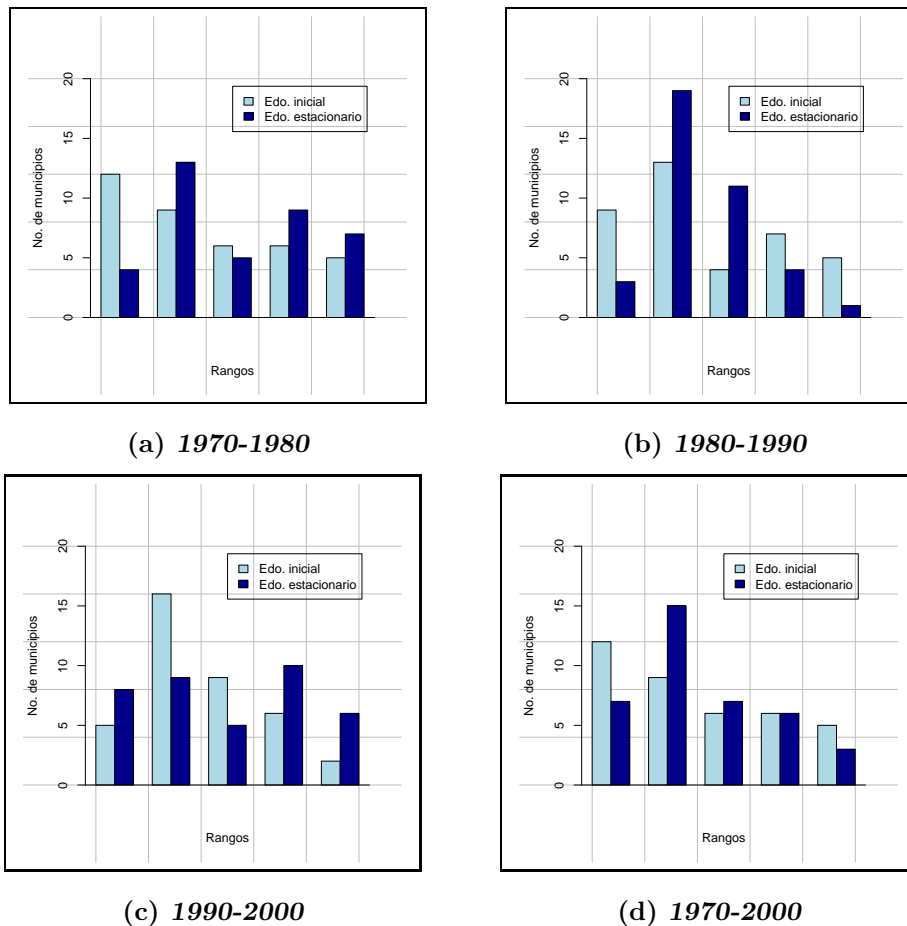 No. de municipios
20
15
10
5
0
Edo. inicial
Edo. estacionario
Rangos
(a) 1970-1980
No. de municipios
20
15
10
5
0
Edo. inicial
Edo. estacionario
Rangos
(b) 1980-1990
No. de municipios
20
15
10
5
0
Edo. inicial
Edo. estacionario
Rangos
(c) 1990-2000
No. de municipios
20
15
10
5
0
Edo. inicial
Edo. estacionario
Rangos
(d) 1970-2000